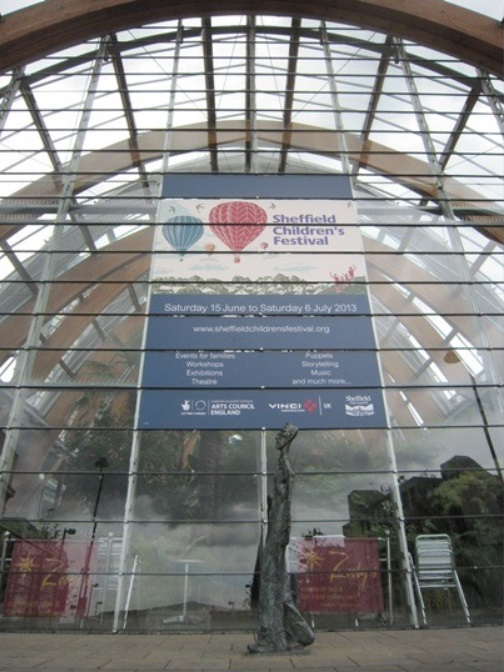 Sheffield
Children's
Festival
Saturday 15 June to Saturday 6 July 2013
www.sheffieldchildrensfestival.org
Events for families
Workshops
Exhibitions
Theatre
Puppets
Storytelling
Music
and much more...
ARTS COUNCIL
ENGLAND
VINCI
UK
Sheffield